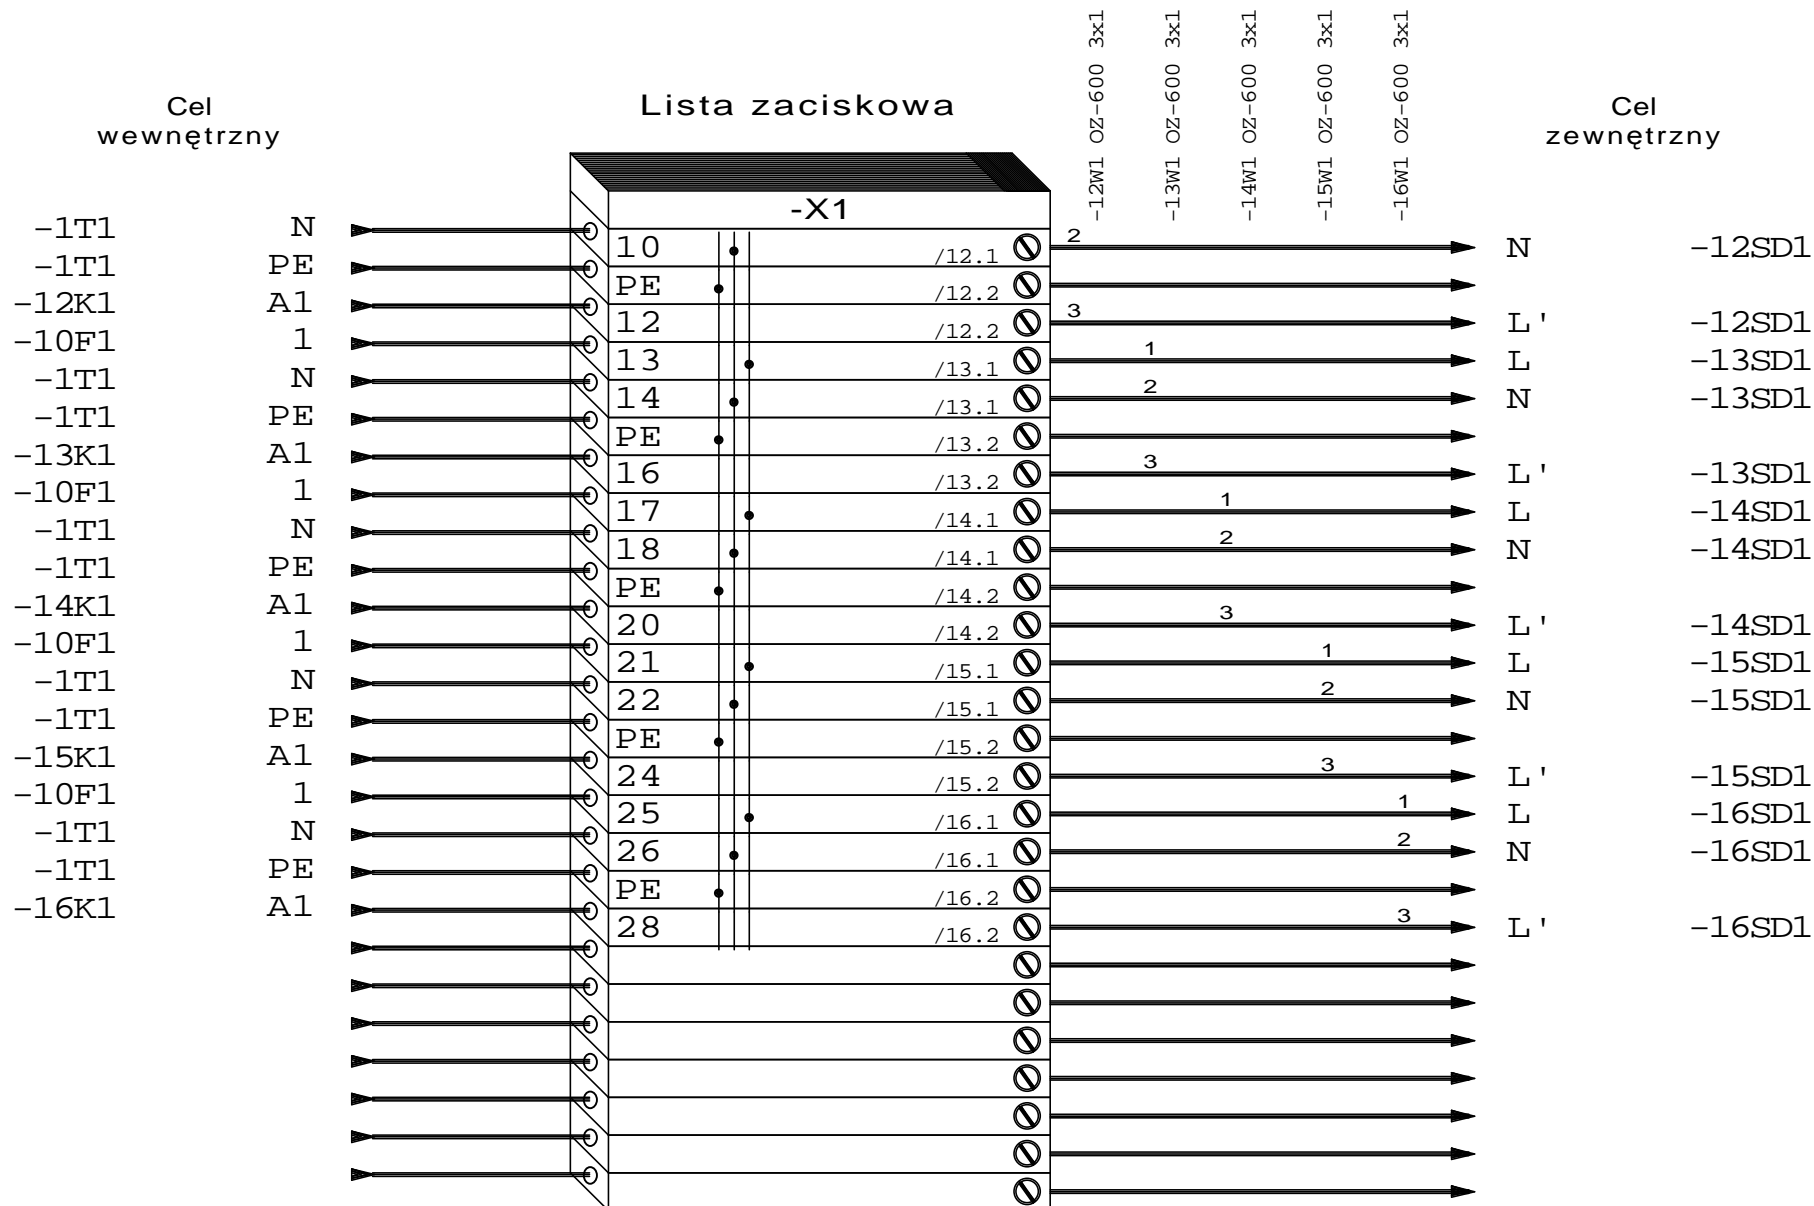 -12W1 OZ-600 3x1
-13W1 OZ-600 3x1
-14W1 OZ-600 3x1
-15W1 OZ-600 3x1
-16W1 OZ-600 3x1
Cel
wewnętrzny
Lista zaciskowa
Cel
zewnętrzny
-X1
-1T1 N 10 /12.1 2 N -12SD1
-1T1 PE PE /12.2
-12K1 A1 12 /12.2 3 L' -12SD1
-10F1 1 13 /13.1 1 L -13SD1
-1T1 N 14 /13.1 2 N -13SD1
-1T1 PE PE /13.2
-13K1 A1 16 /13.2 3 L' -13SD1
-10F1 1 17 /14.1 1 L -14SD1
-1T1 N 18 /14.1 2 N -14SD1
-1T1 PE PE /14.2
-14K1 A1 20 /14.2 3 L' -14SD1
-10F1 1 21 /15.1 1 L -15SD1
-1T1 N 22 /15.1 2 N -15SD1
-1T1 PE PE /15.2
-15K1 A1 24 /15.2 3 L' -15SD1
-10F1 1 25 /16.1 1 L -16SD1
-1T1 N 26 /16.1 2 N -16SD1
-1T1 PE PE /16.2
-16K1 A1 28 /16.2 3 L' -16SD1